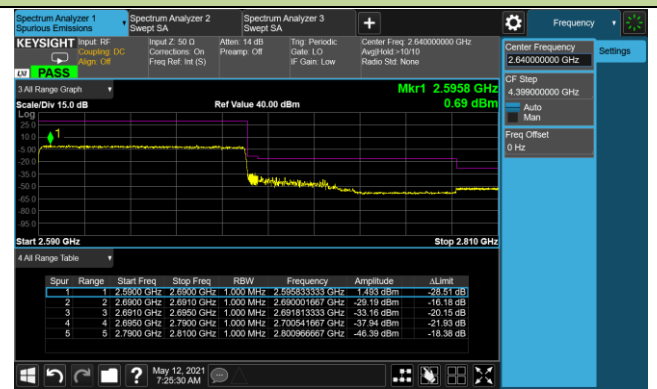 Spectrum Analyzer 1
Spurious Emissions
Spectrum Analyzer 2
Swept SA
Spectrum Analyzer 3
Swept SA
Frequency
KEYSIGHT
Input: RF
Coupling: DC
Align: Off
Input Z: 50 Ω
Corrections: On
Freq Ref: Int (S)
Atten: 14 dB
Preamp: Off
Trig: Periodic
Gate: LO
IF Gain: Low
Center Freq: 2.640000000 GHz
Avg|Hold:>10/10
Radio Std: None
LXI PASS
Center Frequency
2.640000000 GHz
Settings
CF Step
4.399000000 GHz
Auto
Man
Freq Offset
0 Hz
3 All Range Graph
Mkr1 2.5958 GHz
Scale/Div 15.0 dB
Ref Value 40.00 dBm
0.69 dBm
Log
25.0
10.0
1
-5.00
-20.0
-35.0
-50.0
-65.0
-80.0
-95.0
Start 2.590 GHz
Stop 2.810 GHz
4 All Range Table
Spur Range Start Freq Stop Freq RBW Frequency Amplitude ΔLimit
1 1 2.5900 GHz 2.6900 GHz 1.000 MHz 2.595833333 GHz 1.493 dBm -28.51 dB
2 2 2.6900 GHz 2.6910 GHz 1.000 MHz 2.690001667 GHz -29.19 dBm -16.18 dB
3 3 2.6910 GHz 2.6950 GHz 1.000 MHz 2.691813333 GHz -33.16 dBm -20.15 dB
4 4 2.6950 GHz 2.7900 GHz 1.000 MHz 2.700541667 GHz -37.94 dBm -21.93 dB
5 5 2.7900 GHz 2.8100 GHz 1.000 MHz 2.800966667 GHz -46.39 dBm -18.38 dB
May 12, 2021
7:25:30 AM